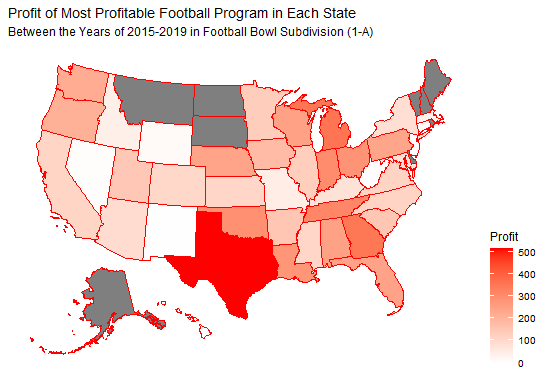 Profit of Most Profitable Football Program in Each State
Between the Years of 2015-2019 in Football Bowl Subdivision (1-A)
Profit
500
400
300
200
100
0